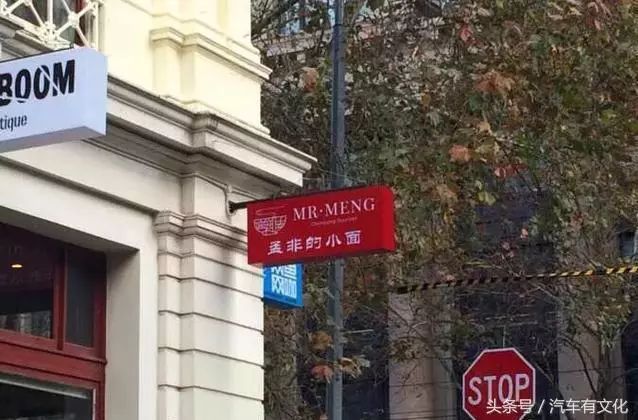 BOOM
tique
MR·MENG
Chongqing Gourmet
孟非的小面
STOP
头条号 / 汽车有文化